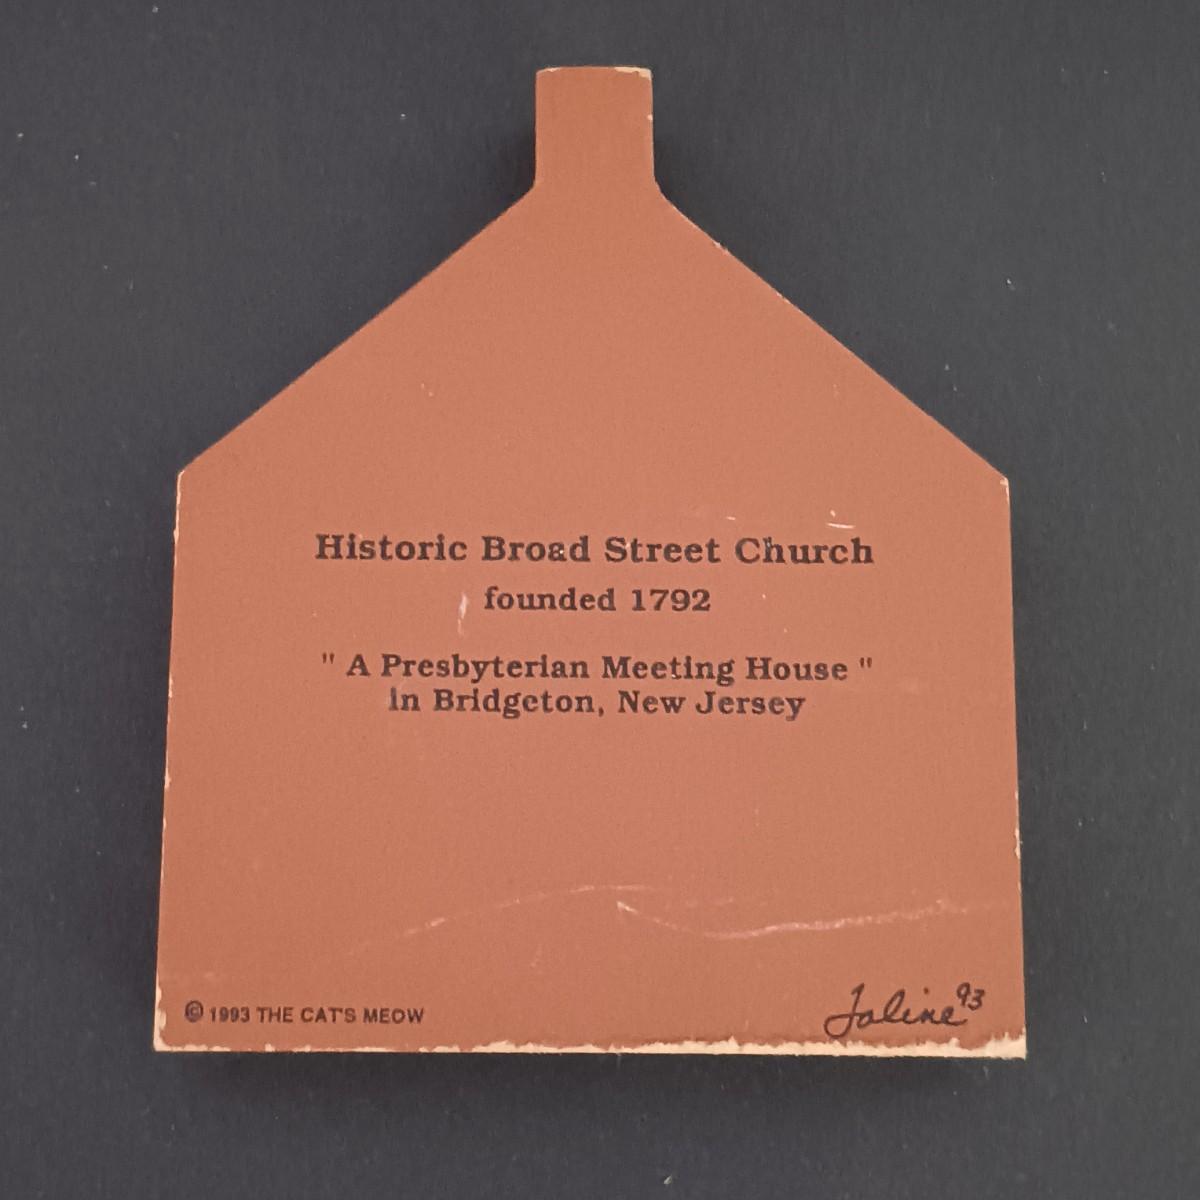 Historic Broad Street Church
founded 1792
" A Presbyterian Meeting House "
in Bridgeton, New Jersey
© 1993 THE CAT'S MEOW
Faline 93